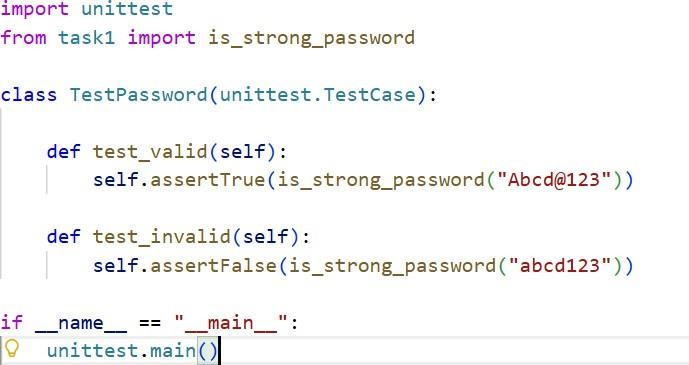 import unittest
from task1 import is_strong_password
class TestPassword(unittest.TestCase):
    def test_valid(self):
        self.assertTrue(is_strong_password("Abcd@123"))
    def test_invalid(self):
        self.assertFalse(is_strong_password("abcd123"))
if __name__ == "__main__":
    unittest.main()